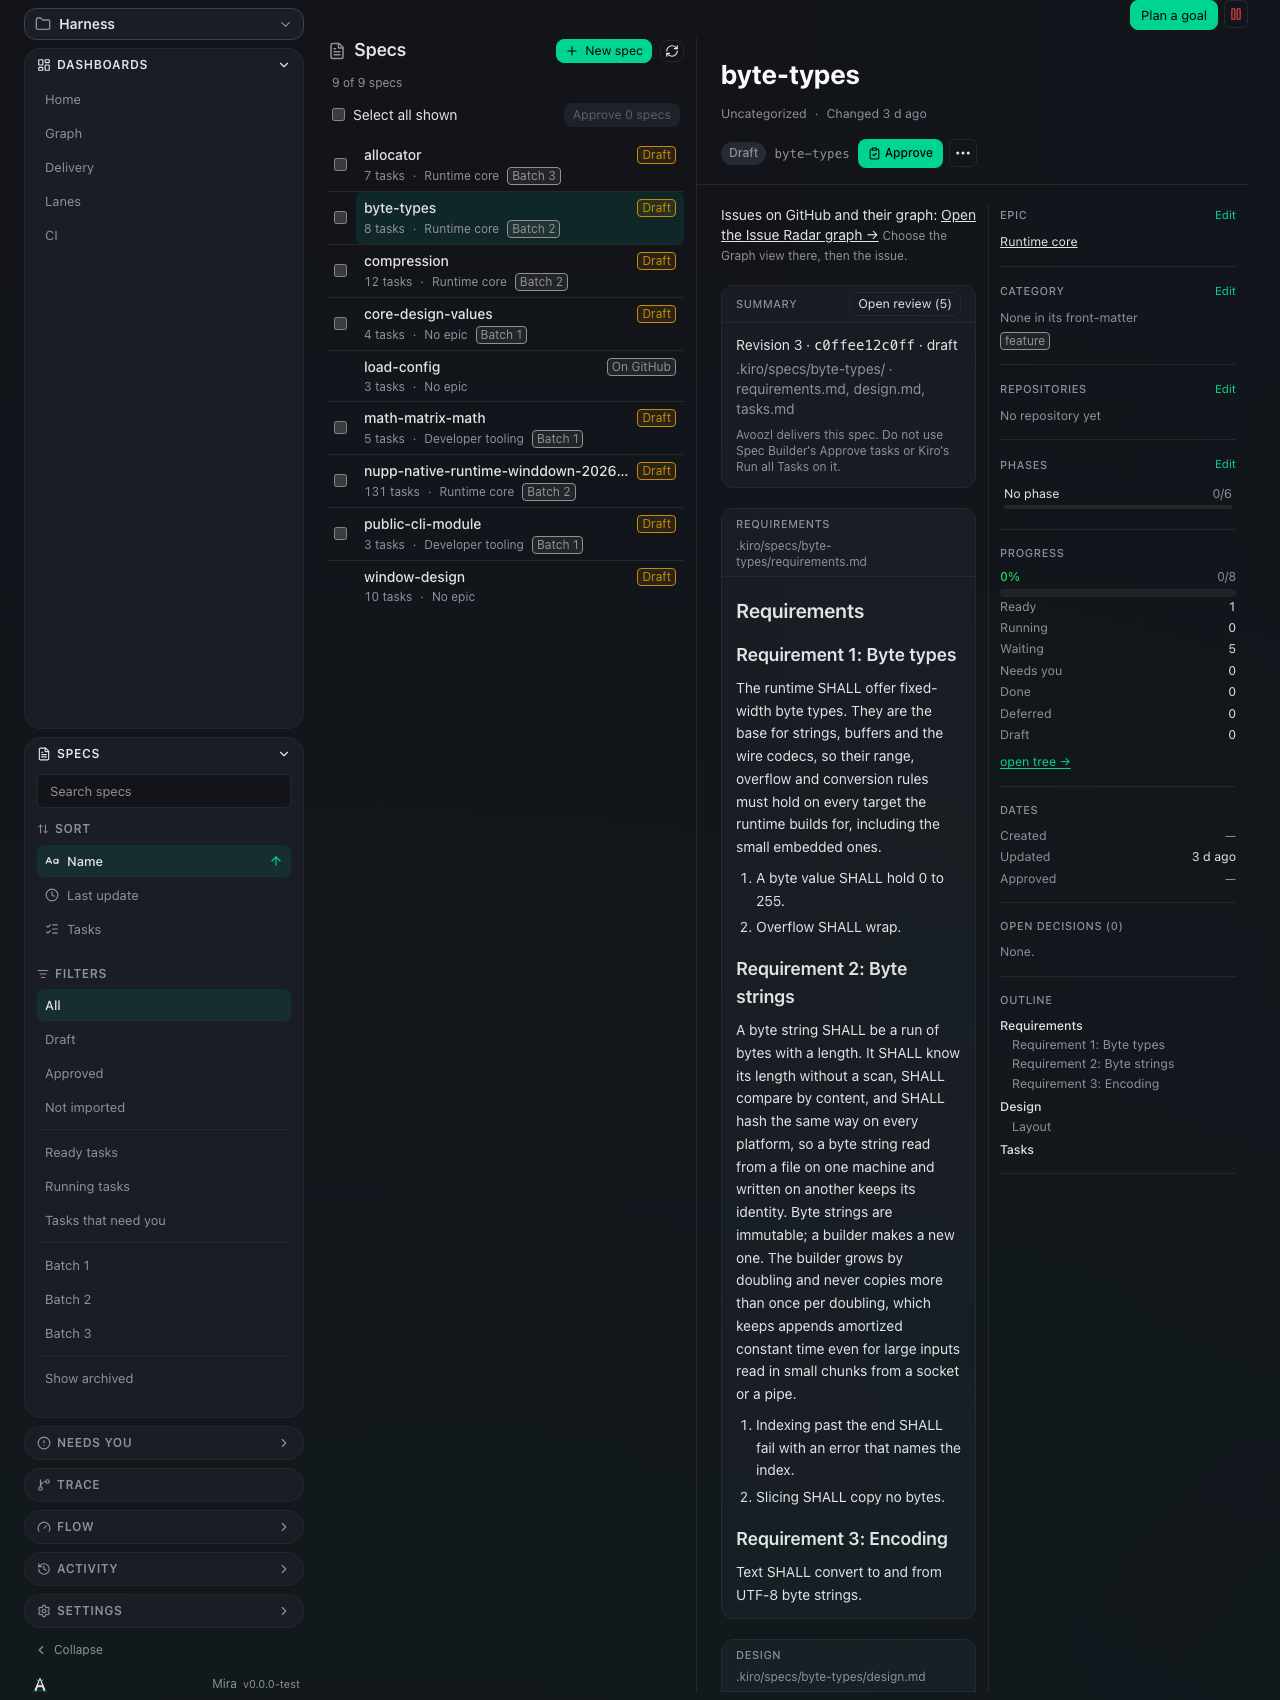 Harness
DASHBOARDS
Home
Graph
Delivery
Lanes
CI
SPECS
Search specs
SORT
Name
Last update
Tasks
FILTERS
All
Draft
Approved
Not imported
Ready tasks
Running tasks
Tasks that need you
Batch 1
Batch 2
Batch 3
Show archived
NEEDS YOU
TRACE
FLOW
ACTIVITY
SETTINGS
Collapse
Mira v0.0.0-test
Specs
New spec
9 of 9 specs
Select all shown
Approve 0 specs
allocator
Draft
7 tasks · Runtime core Batch 3
byte-types
Draft
8 tasks · Runtime core Batch 2
compression
Draft
12 tasks · Runtime core Batch 2
core-design-values
Draft
4 tasks · No epic Batch 1
load-config
On GitHub
3 tasks · No epic
math-matrix-math
Draft
5 tasks · Developer tooling Batch 1
nupp-native-runtime-winddown-2026...
Draft
131 tasks · Runtime core Batch 2
public-cli-module
Draft
3 tasks · Developer tooling Batch 1
window-design
Draft
10 tasks · No epic
Plan a goal
byte-types
Uncategorized · Changed 3 d ago
Draft byte-types Approve
Issues on GitHub and their graph: Open
the Issue Radar graph → Choose the
Graph view there, then the issue.
SUMMARY
Open review (5)
Revision 3 · c0ffee12c0ff · draft
.kiro/specs/byte-types/ ·
requirements.md, design.md,
tasks.md
Avoozl delivers this spec. Do not use
Spec Builder's Approve tasks or Kiro's
Run all Tasks on it.
REQUIREMENTS
.kiro/specs/byte-
types/requirements.md
Requirements
Requirement 1: Byte types
The runtime SHALL offer fixed-
width byte types. They are the
base for strings, buffers and the
wire codecs, so their range,
overflow and conversion rules
must hold on every target the
runtime builds for, including the
small embedded ones.
1. A byte value SHALL hold 0 to
255.
2. Overflow SHALL wrap.
Requirement 2: Byte
strings
A byte string SHALL be a run of
bytes with a length. It SHALL know
its length without a scan, SHALL
compare by content, and SHALL
hash the same way on every
platform, so a byte string read
from a file on one machine and
written on another keeps its
identity. Byte strings are
immutable; a builder makes a new
one. The builder grows by
doubling and never copies more
than once per doubling, which
keeps appends amortized
constant time even for large inputs
read in small chunks from a socket
or a pipe.
1. Indexing past the end SHALL
fail with an error that names the
index.
2. Slicing SHALL copy no bytes.
Requirement 3: Encoding
Text SHALL convert to and from
UTF-8 byte strings.
DESIGN
.kiro/specs/byte-types/design.md
EPIC
Edit
Runtime core
CATEGORY
Edit
None in its front-matter
feature
REPOSITORIES
Edit
No repository yet
PHASES
Edit
No phase 0/6
PROGRESS
0% 0/8
Ready 1
Running 0
Waiting 5
Needs you 0
Done 0
Deferred 0
Draft 0
open tree →
DATES
Created —
Updated 3 d ago
Approved —
OPEN DECISIONS (0)
None.
OUTLINE
Requirements
Requirement 1: Byte types
Requirement 2: Byte strings
Requirement 3: Encoding
Design
Layout
Tasks